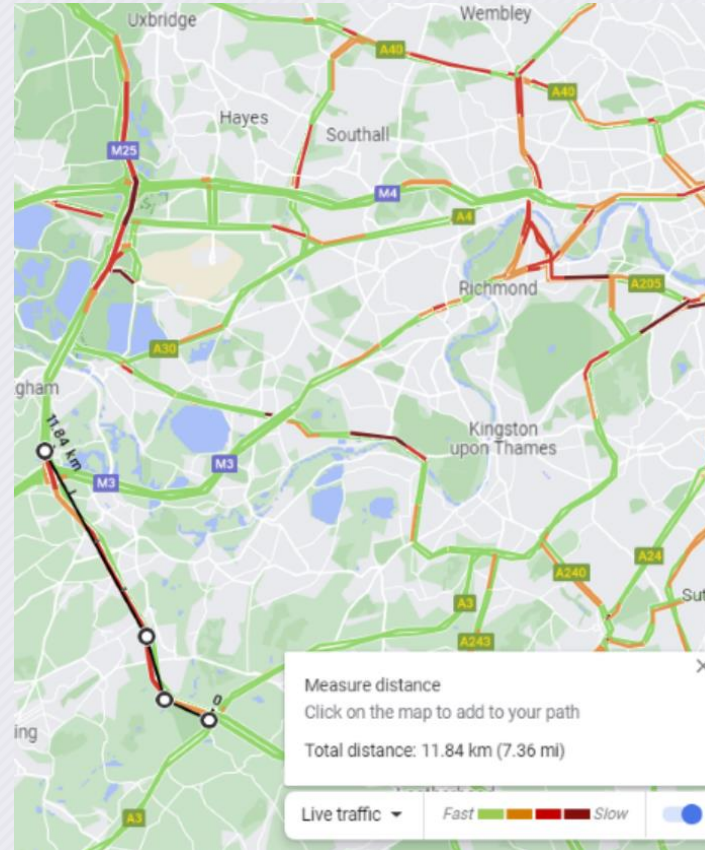 Uxbridge
Wembley
A40
A40
Hayes
Southall
M25
M4
A4
Richmond
A205
A30
gham
11.84 km
Kingston
upon Thames
M3
M3
A24
A240
Sut
A3
A243
0
ing
A3
Measure distance
Click on the map to add to your path
Total distance: 11.84 km (7.36 mi)
Live traffic
Fast
Slow